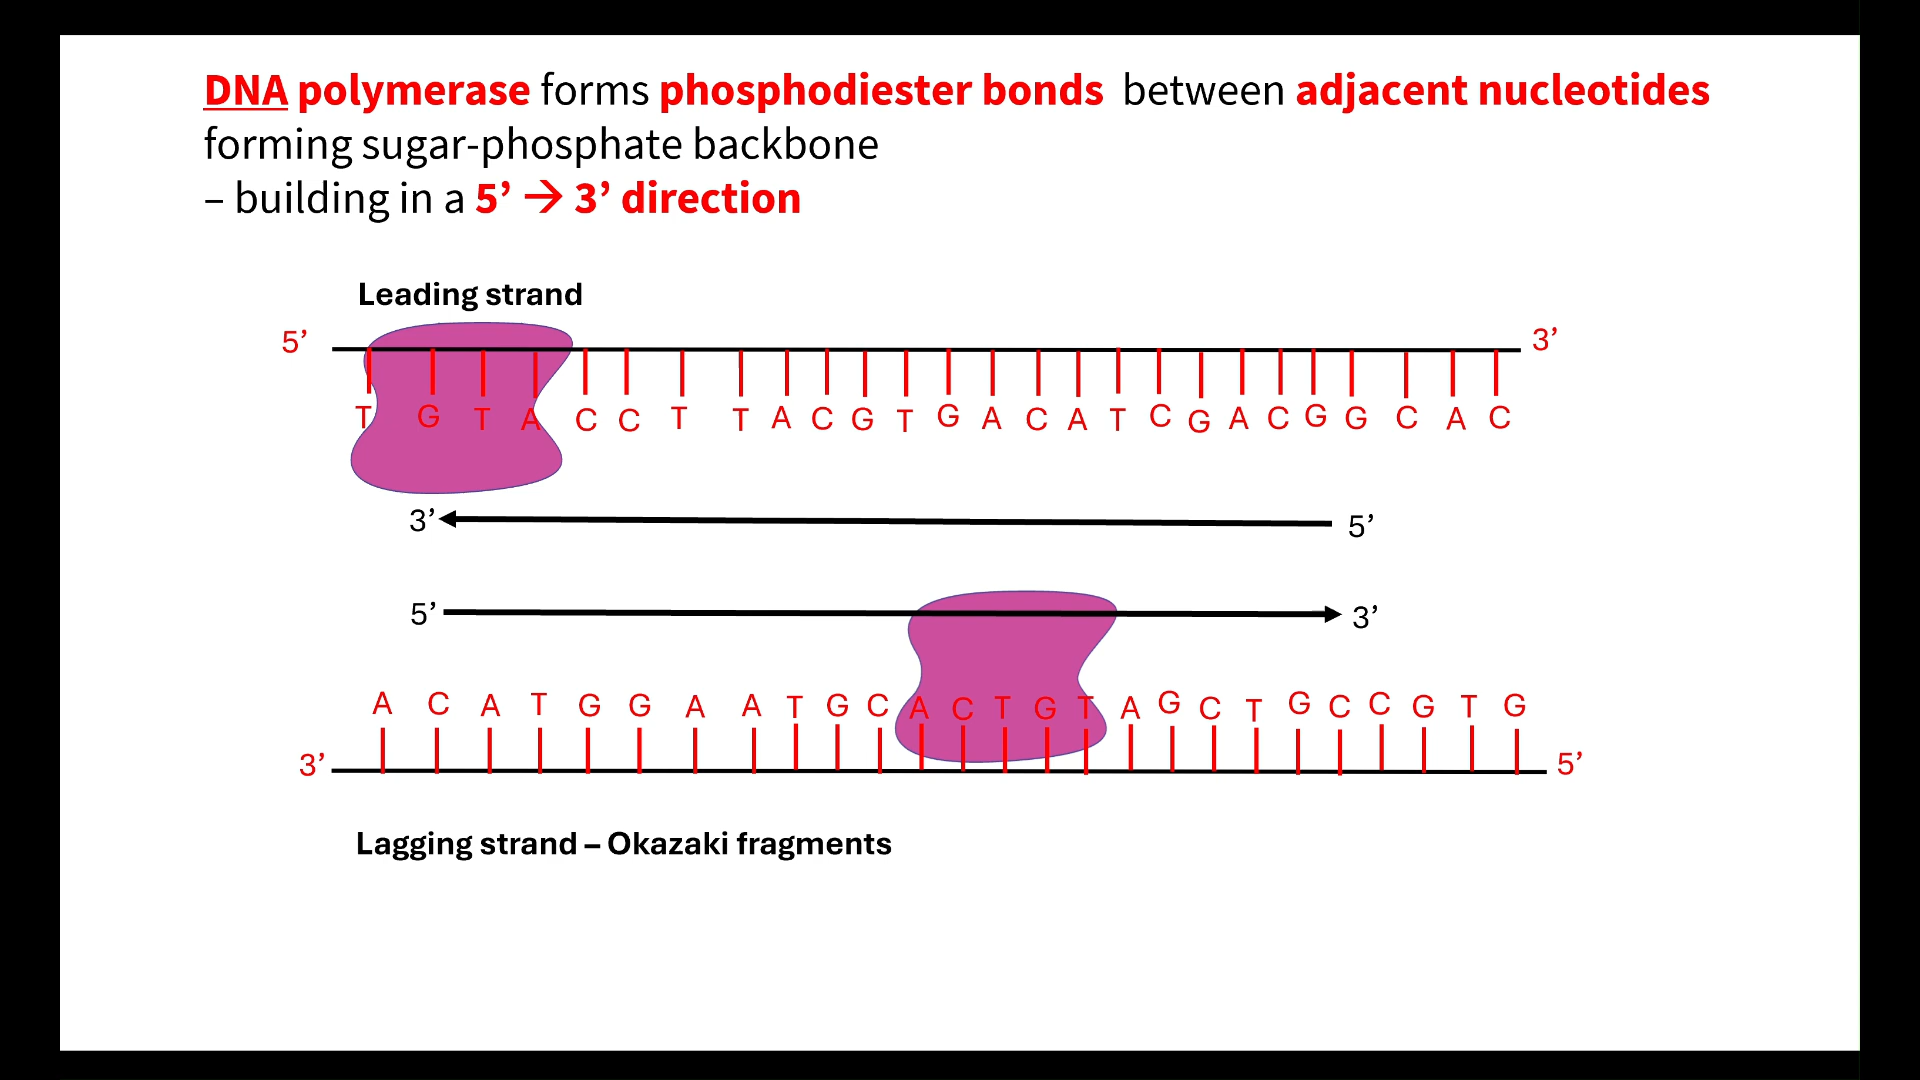 DNA polymerase forms phosphodiester bonds between adjacent nucleotides
forming sugar-phosphate backbone
– building in a 5’ → 3’ direction
Leading strand
5’ 3’
T G T A C C T T A C G T G A C A T C G A C G G C A C
3’ 5’
5’ 3’
A C A T G G A A T G C A C T G T A G C T G C C G T G
3’ 5’
Lagging strand – Okazaki fragments